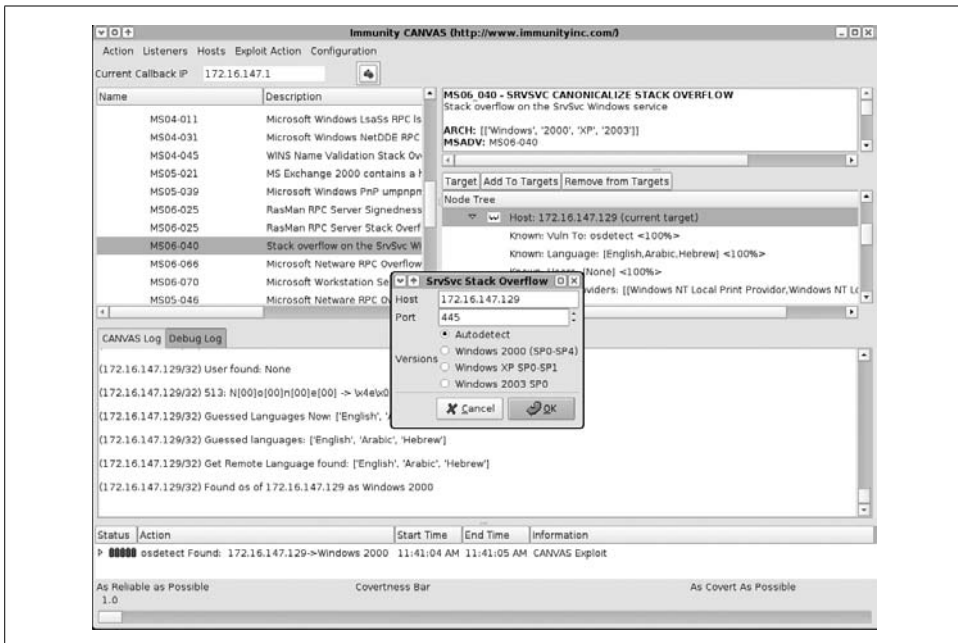 Immunity CANVAS (http://www.immunityinc.com/)
Action Listeners Hosts Exploit Action Configuration
Current Callback IP 172.16.147.1
Name Description
MS04-011 Microsoft Windows LsaSs RPC Is
MS04-031 Microsoft Windows NetDDE RPC
MS04-045 WINS Name Validation Stack Ov
MS05-021 MS Exchange 2000 contains a h
MS05-039 Microsoft Windows PnP umpnpm
MS06-025 RasMan RPC Server Signedness
MS06-025 RasMan RPC Server Stack Overf
MS06-040 Stack overflow on the SrvSvc Wi
MS06-066 Microsoft Netware RPC Overflow
MS06-070 Microsoft Workstation Se
MS05-046 Microsoft Netware RPC O
MS06_040 - SRVSVC CANONICALIZE STACK OVERFLOW
Stack overflow on the SrvSvc Windows service
ARCH: [['Windows', '2000', 'XP', '2003']]
MSADV: MS06-040
Target Add To Targets Remove from Targets
Node Tree
Host: 172.16.147.129 (current target)
Known: Vuln To: osdetect <100%>
Known: Language: [English,Arabic,Hebrew] <100%>
[None] <100%>
viders: [[Windows NT Local Print Providor,Windows NT Lo
SrvSvc Stack Overflow
Host 172.16.147.129
Port 445
Versions
Autodetect
Windows 2000 (SP0-SP4)
Windows XP SP0-SP1
Windows 2003 SP0
Cancel OK
CANVAS Log Debug Log
(172.16.147.129/32) User found: None
(172.16.147.129/32) 513: N[00]o[00]n[00]e[00] -> \x4e\x0
(172.16.147.129/32) Guessed Languages Now: ['English', '
(172.16.147.129/32) Guessed languages: ['English', 'Arabic', 'Hebrew']
(172.16.147.129/32) Get Remote Language found: ['English', 'Arabic', 'Hebrew']
(172.16.147.129/32) Found os of 172.16.147.129 as Windows 2000
Status Action Start Time End Time Information
osdetect Found: 172.16.147.129->Windows 2000 11:41:04 AM 11:41:05 AM CANVAS Exploit
As Reliable as Possible Covertness Bar As Covert As Possible
1.0